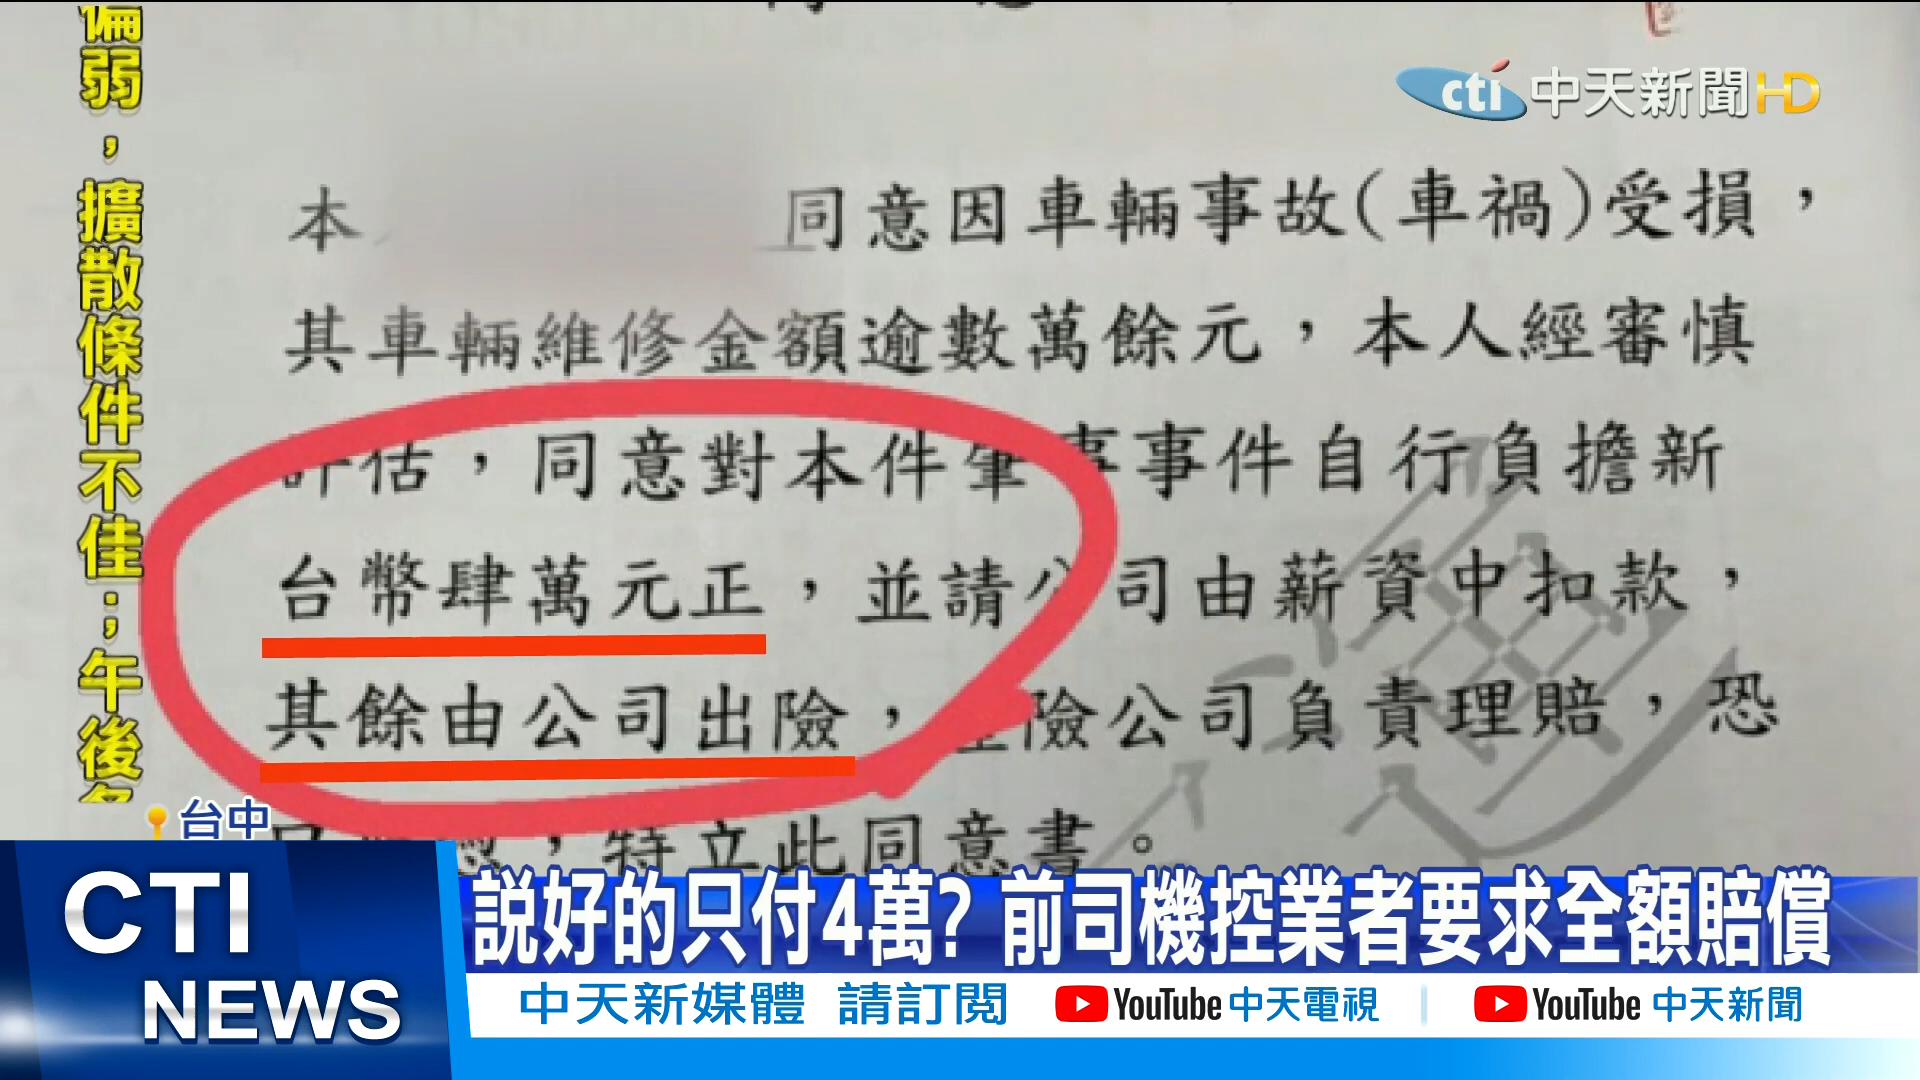 偏弱，擴散條件不佳；午後多
cti 中天新聞HD
本 同意因車輛事故(車禍)受損，
其車輛維修金額逾數萬餘元，本人經審慎
評估，同意對本件肇事事件自行負擔新
台幣肆萬元正，並請公司由薪資中扣款，
其餘由公司出險， 險公司負責理賠，恐
，特立此同意書。
台中
CTI NEWS
說好的只付4萬? 前司機控業者要求全額賠償
中天新媒體 請訂閱 YouTube 中天電視 | YouTube 中天新聞